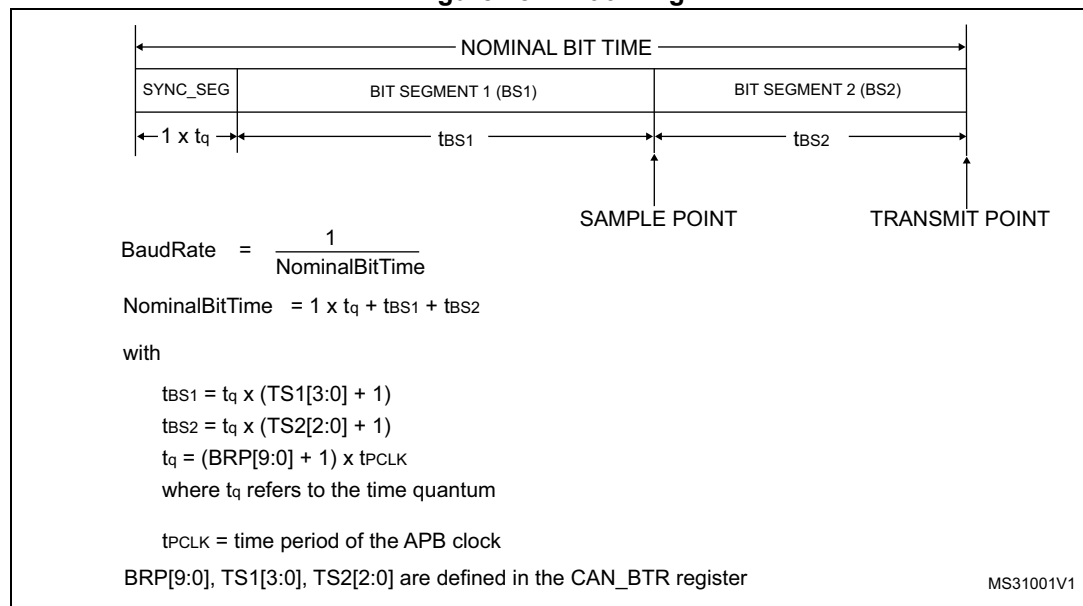 NOMINAL BIT TIME
SYNC_SEG BIT SEGMENT 1 (BS1) BIT SEGMENT 2 (BS2)
1 x tq tBS1 tBS2
SAMPLE POINT TRANSMIT POINT
BaudRate = 1
NominalBitTime
NominalBitTime = 1 x tq + tBS1 + tBS2
with
tBS1 = tq x (TS1[3:0] + 1)
tBS2 = tq x (TS2[2:0] + 1)
tq = (BRP[9:0] + 1) x tPCLK
where tq refers to the time quantum
tPCLK = time period of the APB clock
BRP[9:0], TS1[3:0], TS2[2:0] are defined in the CAN_BTR register
MS31001V1